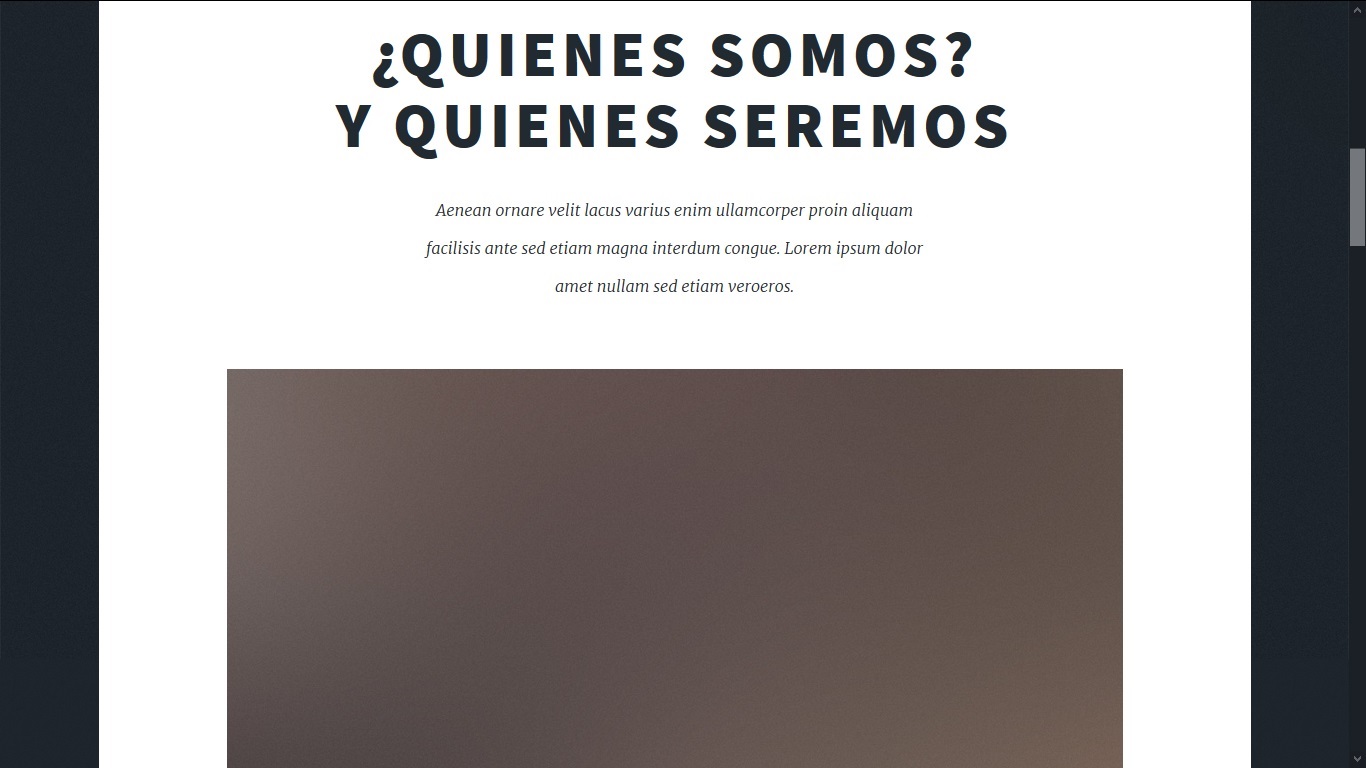 ¿QUIENES SOMOS?
Y QUIENES SEREMOS
Aenean ornare velit lacus varius enim ullamcorper proin aliquam
facilisis ante sed etiam magna interdum congue. Lorem ipsum dolor
amet nullam sed etiam veroeros.